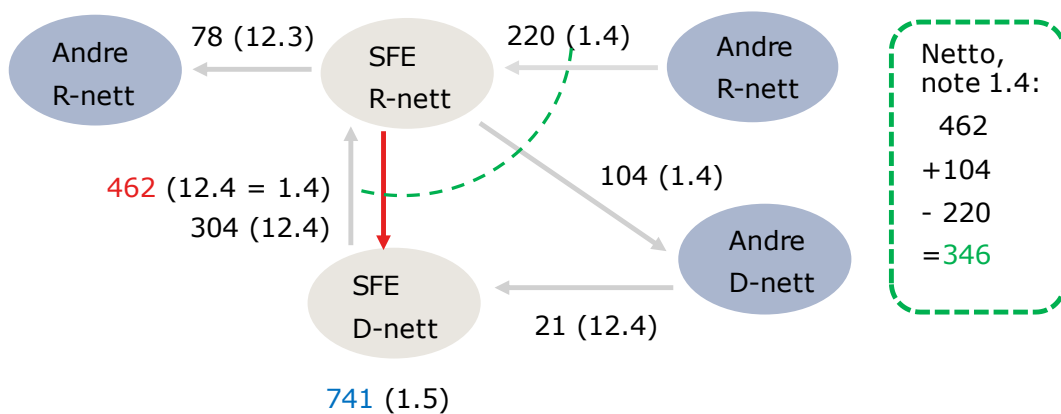 Andre
R-nett
78 (12.3)
SFE
R-nett
220 (1.4)
Andre
R-nett
462 (12.4 = 1.4)
304 (12.4)
104 (1.4)
SFE
D-nett
Andre
D-nett
21 (12.4)
741 (1.5)
Netto,
note 1.4:
462
+104
- 220
=346